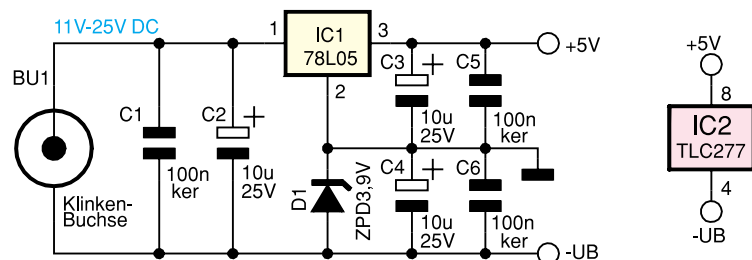 11V-25V DC
BU1
Klinken-
Buchse
C1
100n
ker
C2
+
10u
25V
1
IC1
78L05
3
2
D1
ZPD3,9V
C3
+
10u
25V
C5
100n
ker
C4
+
10u
25V
C6
100n
ker
+5V
-UB
+5V
8
IC2
TLC277
4
-UB